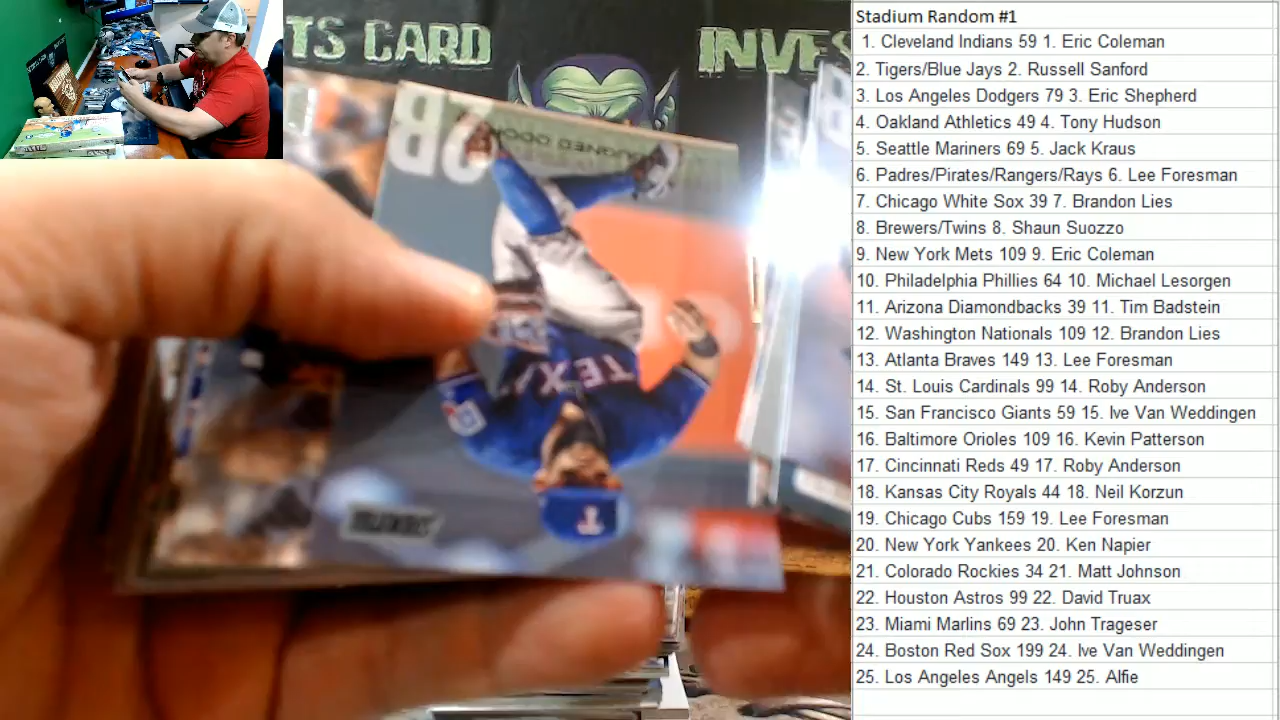 TS CARD INVES
2B
ROUGNED ODOR
TEXA
T
Stadium Random #1
1. Cleveland Indians 59 1. Eric Coleman
2. Tigers/Blue Jays 2. Russell Sanford
3. Los Angeles Dodgers 79 3. Eric Shepherd
4. Oakland Athletics 49 4. Tony Hudson
5. Seattle Mariners 69 5. Jack Kraus
6. Padres/Pirates/Rangers/Rays 6. Lee Foresman
7. Chicago White Sox 39 7. Brandon Lies
8. Brewers/Twins 8. Shaun Suozzo
9. New York Mets 109 9. Eric Coleman
10. Philadelphia Phillies 64 10. Michael Lesorgen
11. Arizona Diamondbacks 39 11. Tim Badstein
12. Washington Nationals 109 12. Brandon Lies
13. Atlanta Braves 149 13. Lee Foresman
14. St. Louis Cardinals 99 14. Roby Anderson
15. San Francisco Giants 59 15. Ive Van Weddingen
16. Baltimore Orioles 109 16. Kevin Patterson
17. Cincinnati Reds 49 17. Roby Anderson
18. Kansas City Royals 44 18. Neil Korzun
19. Chicago Cubs 159 19. Lee Foresman
20. New York Yankees 20. Ken Napier
21. Colorado Rockies 34 21. Matt Johnson
22. Houston Astros 99 22. David Truax
23. Miami Marlins 69 23. John Trageser
24. Boston Red Sox 199 24. Ive Van Weddingen
25. Los Angeles Angels 149 25. Alfie